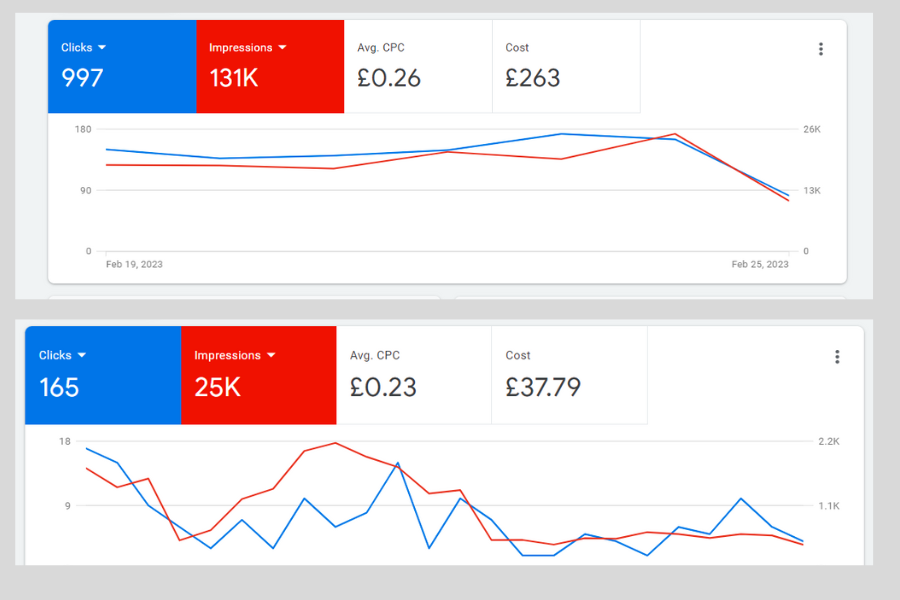 Clicks Impressions Avg. CPC Cost
997 131K £0.26 £263
180 26K
90 13K
0 0
Feb 19, 2023 Feb 25, 2023
Clicks Impressions Avg. CPC Cost
165 25K £0.23 £37.79
18 2.2K
9 1.1K